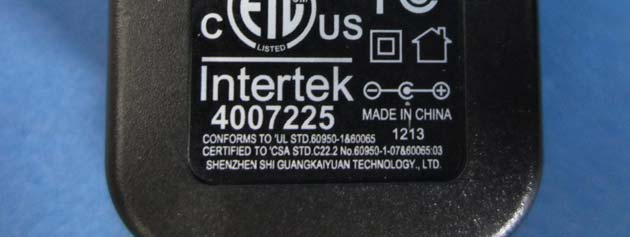 C ETL US
LISTED
Intertek
4007225
MADE IN CHINA
1213
CONFORMS TO 'UL STD.60950-1&60065
CERTIFIED TO 'CSA STD.C22.2 No.60950-1-07&60065:03
SHENZHEN SHI GUANGKAIYUAN TECHNOLOGY., LTD.